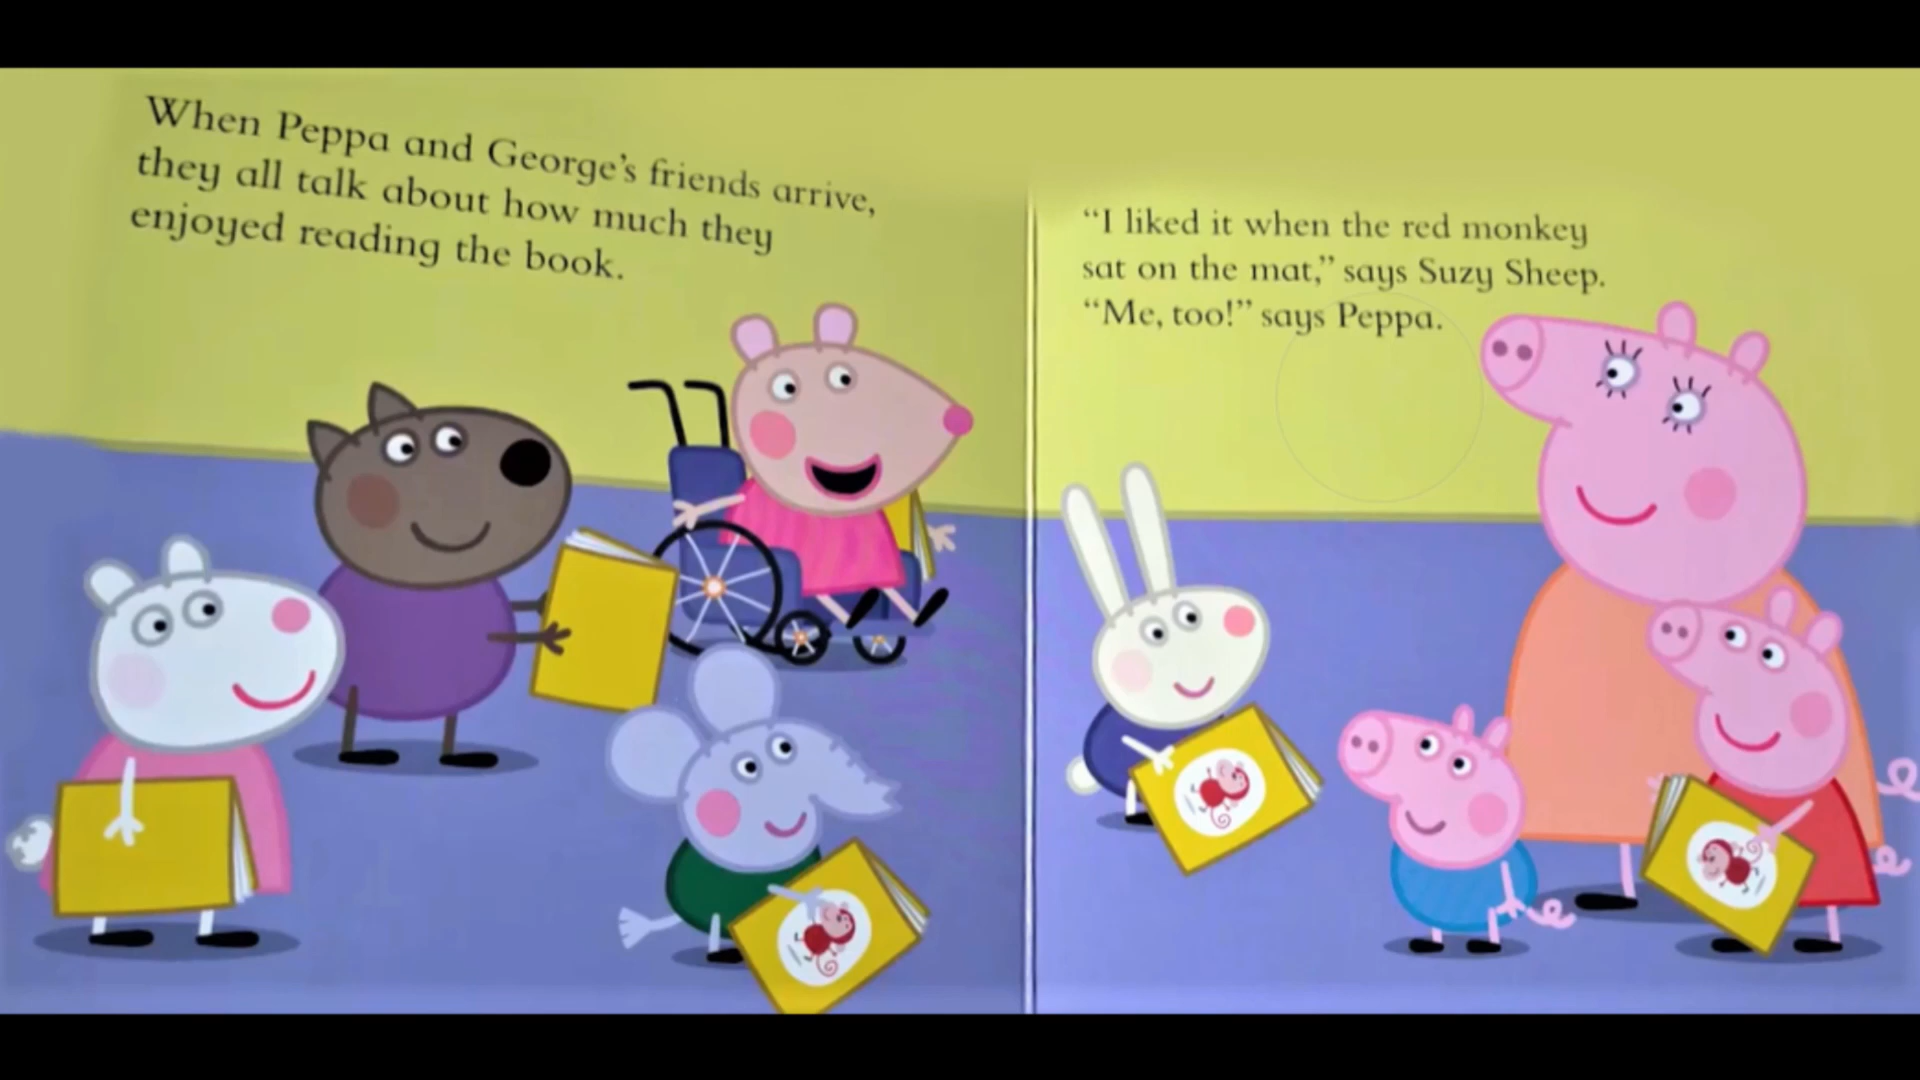 When Peppa and George's friends arrive,
they all talk about how much they
enjoyed reading the book.
“I liked it when the red monkey
sat on the mat,” says Suzy Sheep.
“Me, too!” says Peppa.